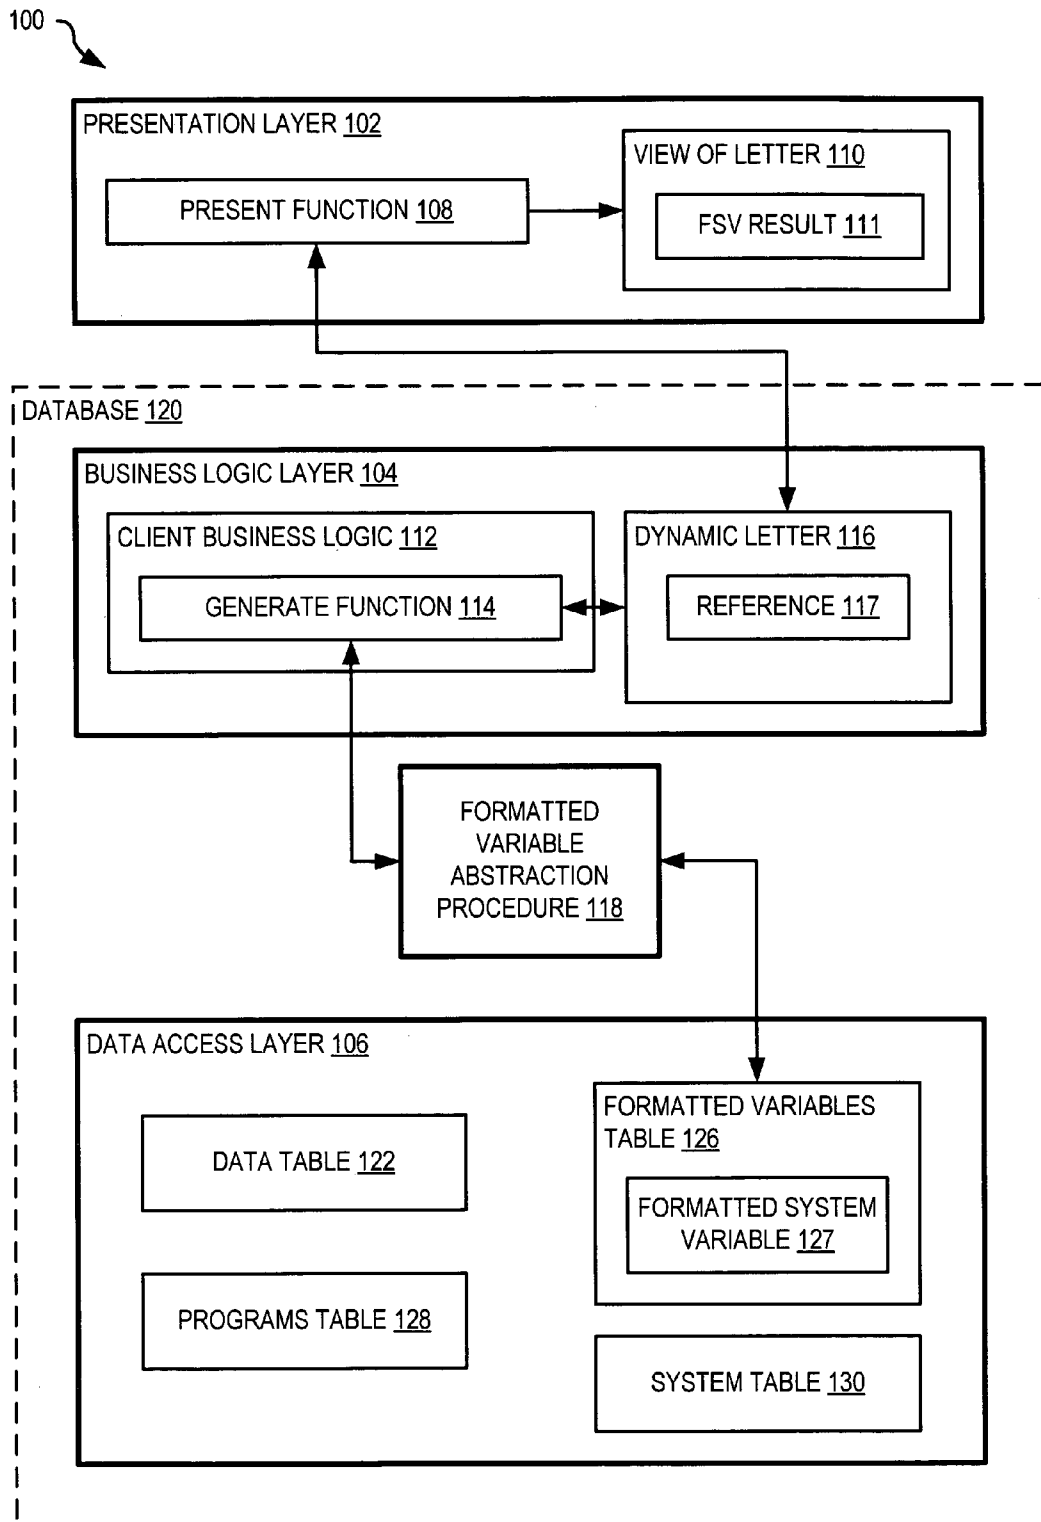 100
PRESENTATION LAYER 102
VIEW OF LETTER 110
PRESENT FUNCTION 108
FSV RESULT 111
DATABASE 120
BUSINESS LOGIC LAYER 104
CLIENT BUSINESS LOGIC 112
DYNAMIC LETTER 116
GENERATE FUNCTION 114
REFERENCE 117
FORMATTED
VARIABLE
ABSTRACTION
PROCEDURE 118
DATA ACCESS LAYER 106
FORMATTED VARIABLES
TABLE 126
DATA TABLE 122
FORMATTED SYSTEM
VARIABLE 127
PROGRAMS TABLE 128
SYSTEM TABLE 130